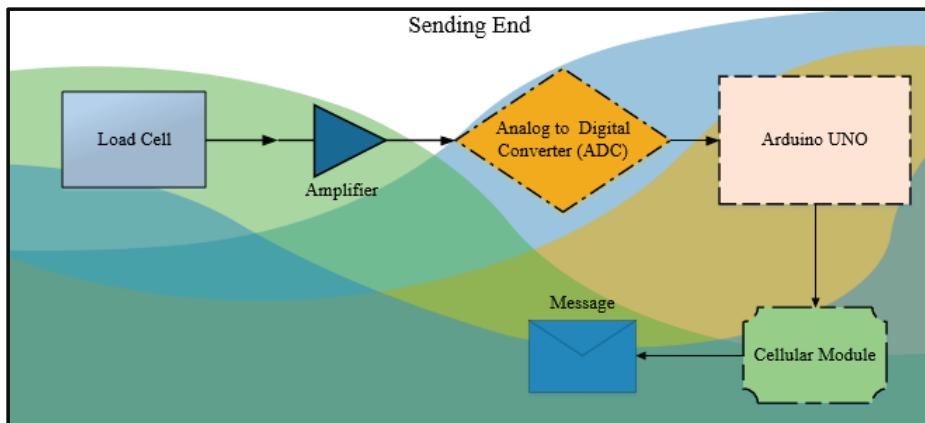 Sending End
Load Cell
Amplifier
Analog to Digital
Converter (ADC)
Arduino UNO
Message
Cellular Module